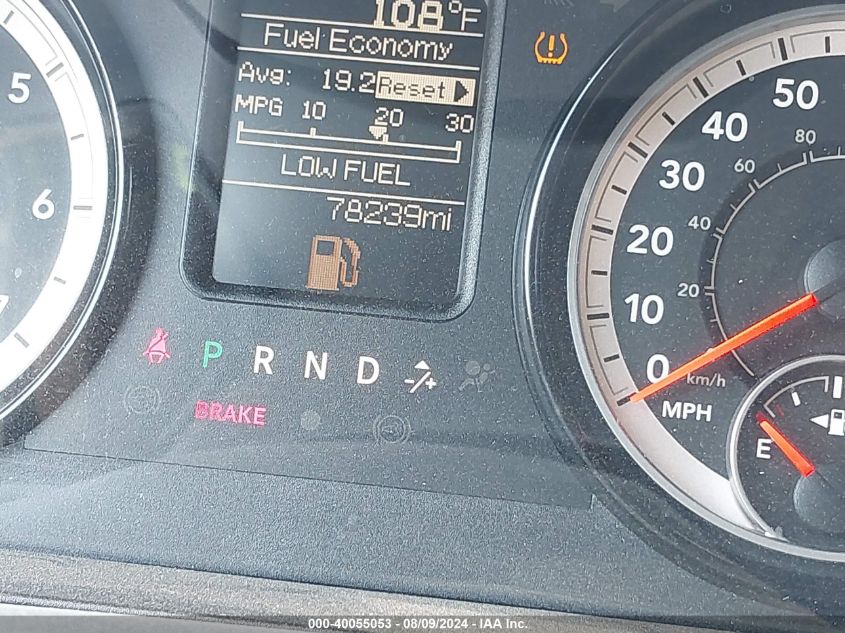 108°F
Fuel Economy
Avg: 19.2 Reset
MPG 10 20 30
LOW FUEL
78239mi
P R N D -/+
BRAKE
5
6
7
50
40
30
20
10
0
80
60
40
20
km/h
MPH
E
000-40055053 - 08/09/2024 - IAA Inc.